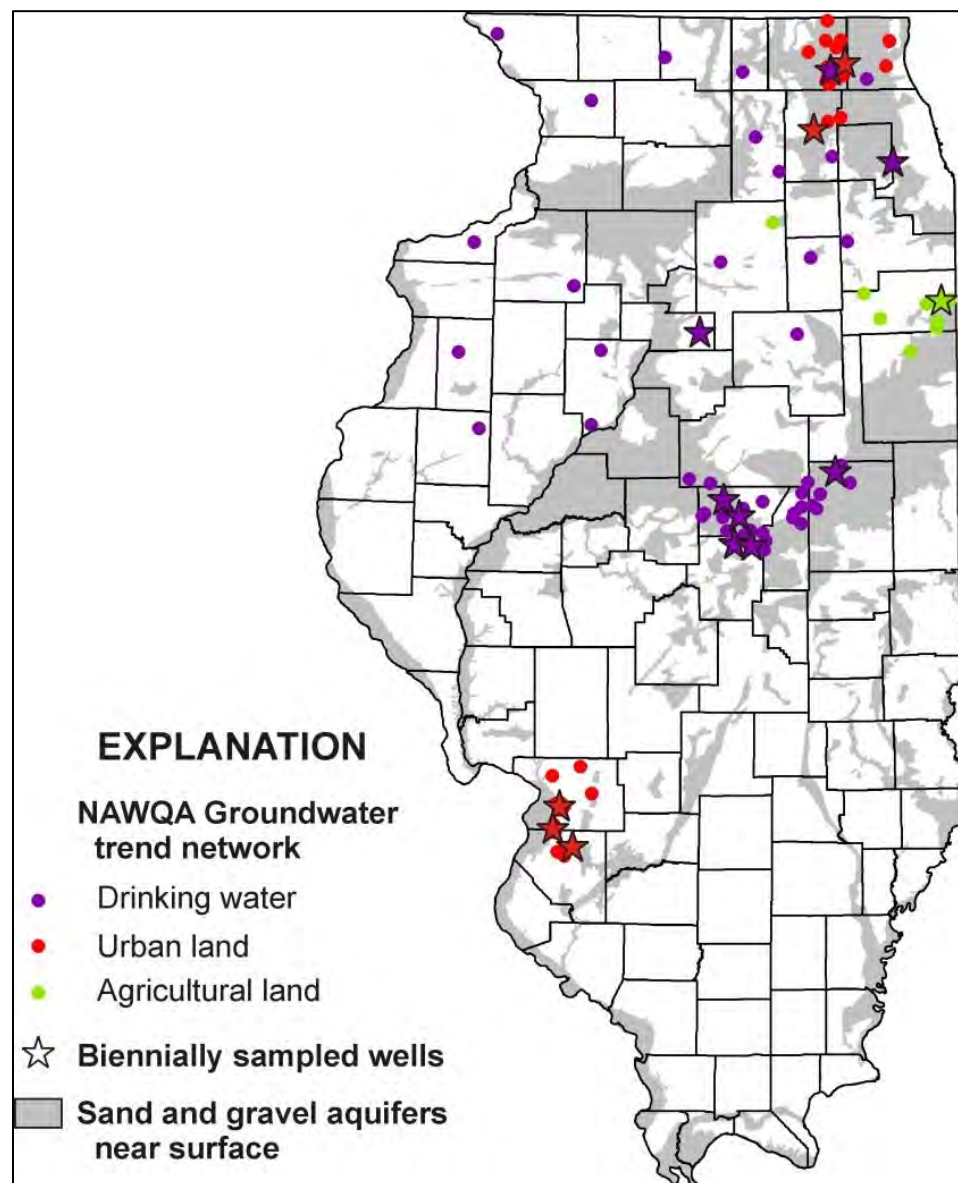 EXPLANATION
NAWQA Groundwater
trend network
Drinking water
Urban land
Agricultural land
Biennially sampled wells
Sand and gravel aquifers
near surface